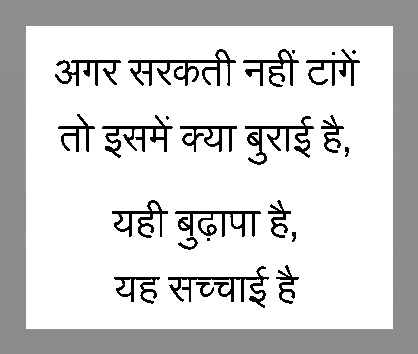 अगर सरकती नहीं टांगें
तो इसमें क्या बुराई है,
यही बुढ़ापा है,
यह सच्चाई है